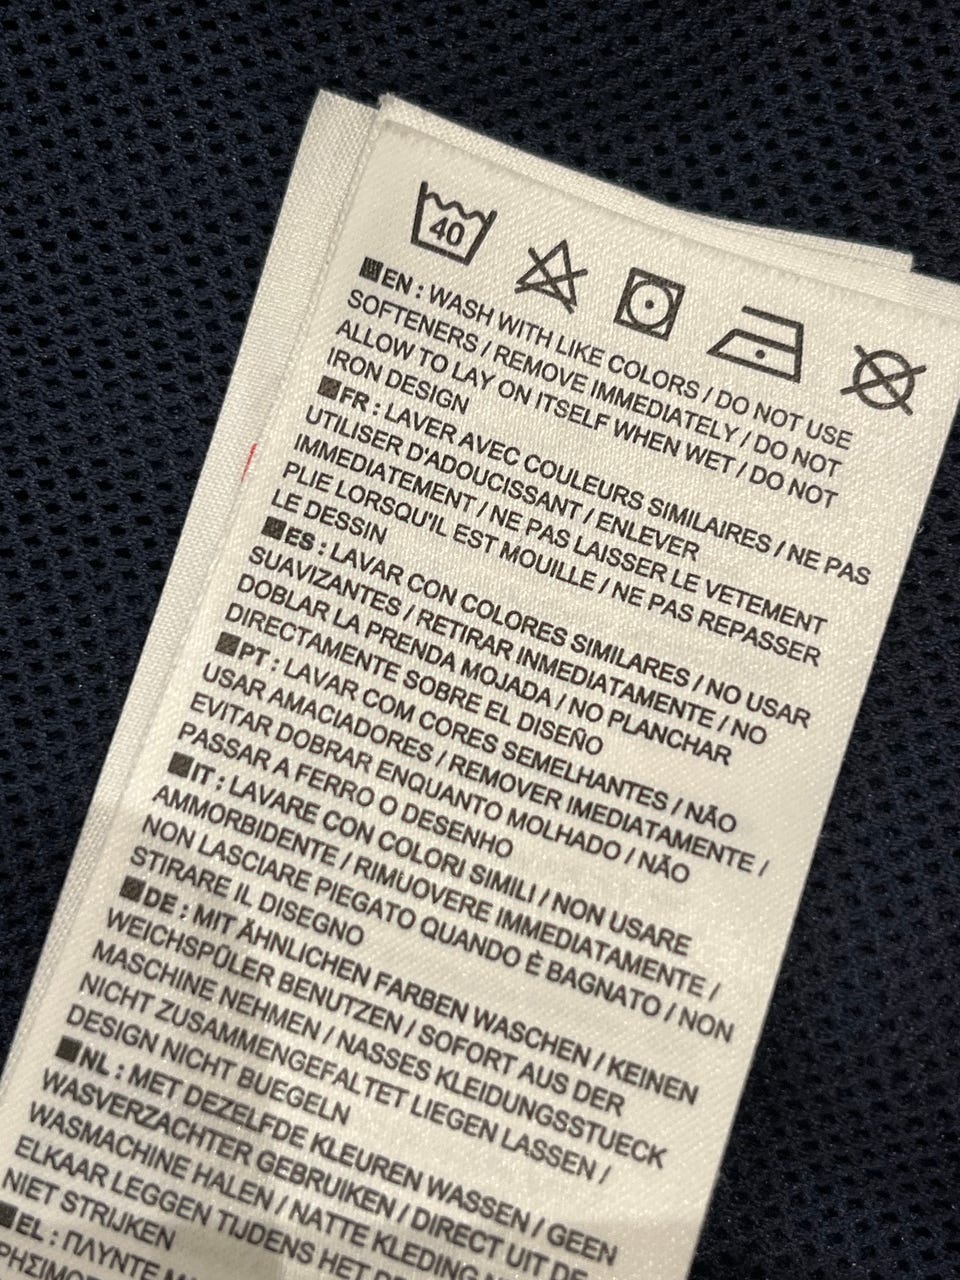 40
EN : WASH WITH LIKE COLORS / DO NOT USE
SOFTENERS / REMOVE IMMEDIATELY / DO NOT
ALLOW TO LAY ON ITSELF WHEN WET / DO NOT
IRON DESIGN
FR : LAVER AVEC COULEURS SIMILAIRES / NE PAS
UTILISER D'ADOUCISSANT / ENLEVER
IMMEDIATEMENT / NE PAS LAISSER LE VETEMENT
PLIE LORSQU'IL EST MOUILLE / NE PAS REPASSER
LE DESSIN
ES : LAVAR CON COLORES SIMILARES / NO USAR
SUAVIZANTES / RETIRAR INMEDIATAMENTE / NO
DOBLAR LA PRENDA MOJADA / NO PLANCHAR
DIRECTAMENTE SOBRE EL DISEÑO
PT : LAVAR COM CORES SEMELHANTES / NÃO
USAR AMACIADORES / REMOVER IMEDIATAMENTE /
EVITAR DOBRAR ENQUANTO MOLHADO / NÃO
PASSAR A FERRO O DESENHO
IT : LAVARE CON COLORI SIMILI / NON USARE
AMMORBIDENTE / RIMUOVERE IMMEDIATAMENTE /
NON LASCIARE PIEGATO QUANDO È BAGNATO / NON
STIRARE IL DISEGNO
DE : MIT ÄHNLICHEN FARBEN WASCHEN / KEINEN
WEICHSPÜLER BENUTZEN / SOFORT AUS DER
MASCHINE NEHMEN / NASSES KLEIDUNGSSTUECK
NICHT ZUSAMMENGEFALTET LIEGEN LASSEN /
DESIGN NICHT BUEGELN
NL : MET DEZELFDE KLEUREN WASSEN / GEEN
WASVERZACHTER GEBRUIKEN / DIRECT UIT DE
WASMACHINE HALEN / NATTE KLEDING
ELKAAR LEGGEN TIJDENS HET
NIET STRIJKEN
EL : ΠΛΥΝΤΕ